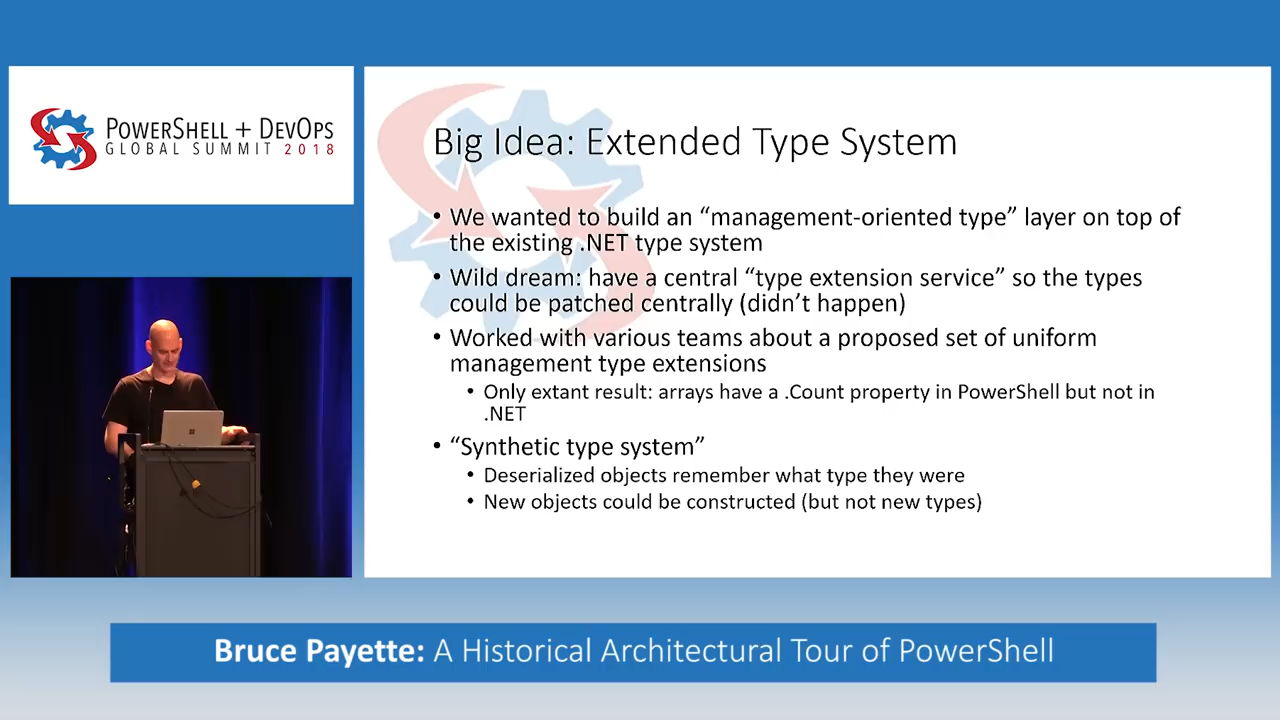 POWERSHELL + DEVOPS
GLOBAL SUMMIT 2018
Big Idea: Extended Type System
• We wanted to build an “management-oriented type” layer on top of
the existing .NET type system
• Wild dream: have a central “type extension service” so the types
could be patched centrally (didn’t happen)
• Worked with various teams about a proposed set of uniform
management type extensions
• Only extant result: arrays have a .Count property in PowerShell but not in
.NET
• “Synthetic type system”
• Deserialized objects remember what type they were
• New objects could be constructed (but not new types)
Bruce Payette: A Historical Architectural Tour of PowerShell